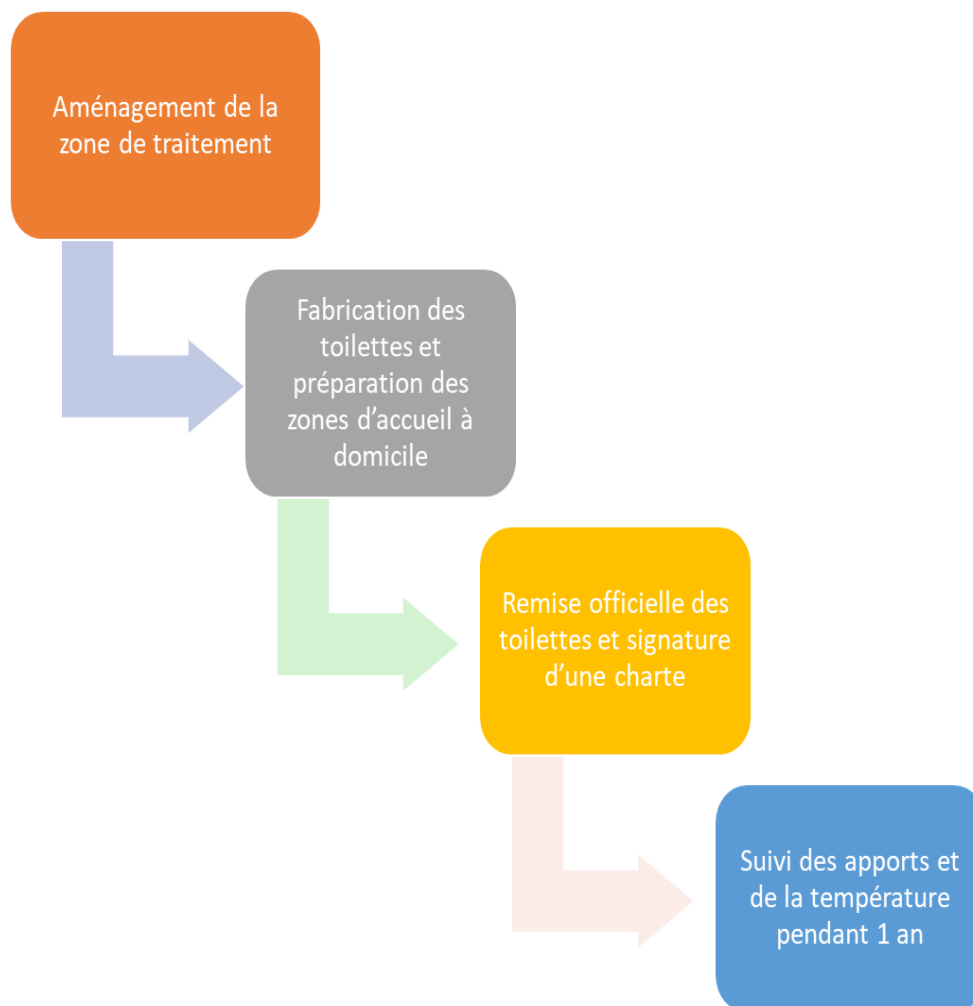 Aménagement de la
zone de traitement
Fabrication des
toilettes et
préparation des
zones d’accueil à
domicile
Remise officielle des
toilettes et signature
d’une charte
Suivi des apports et
de la température
pendant 1 an